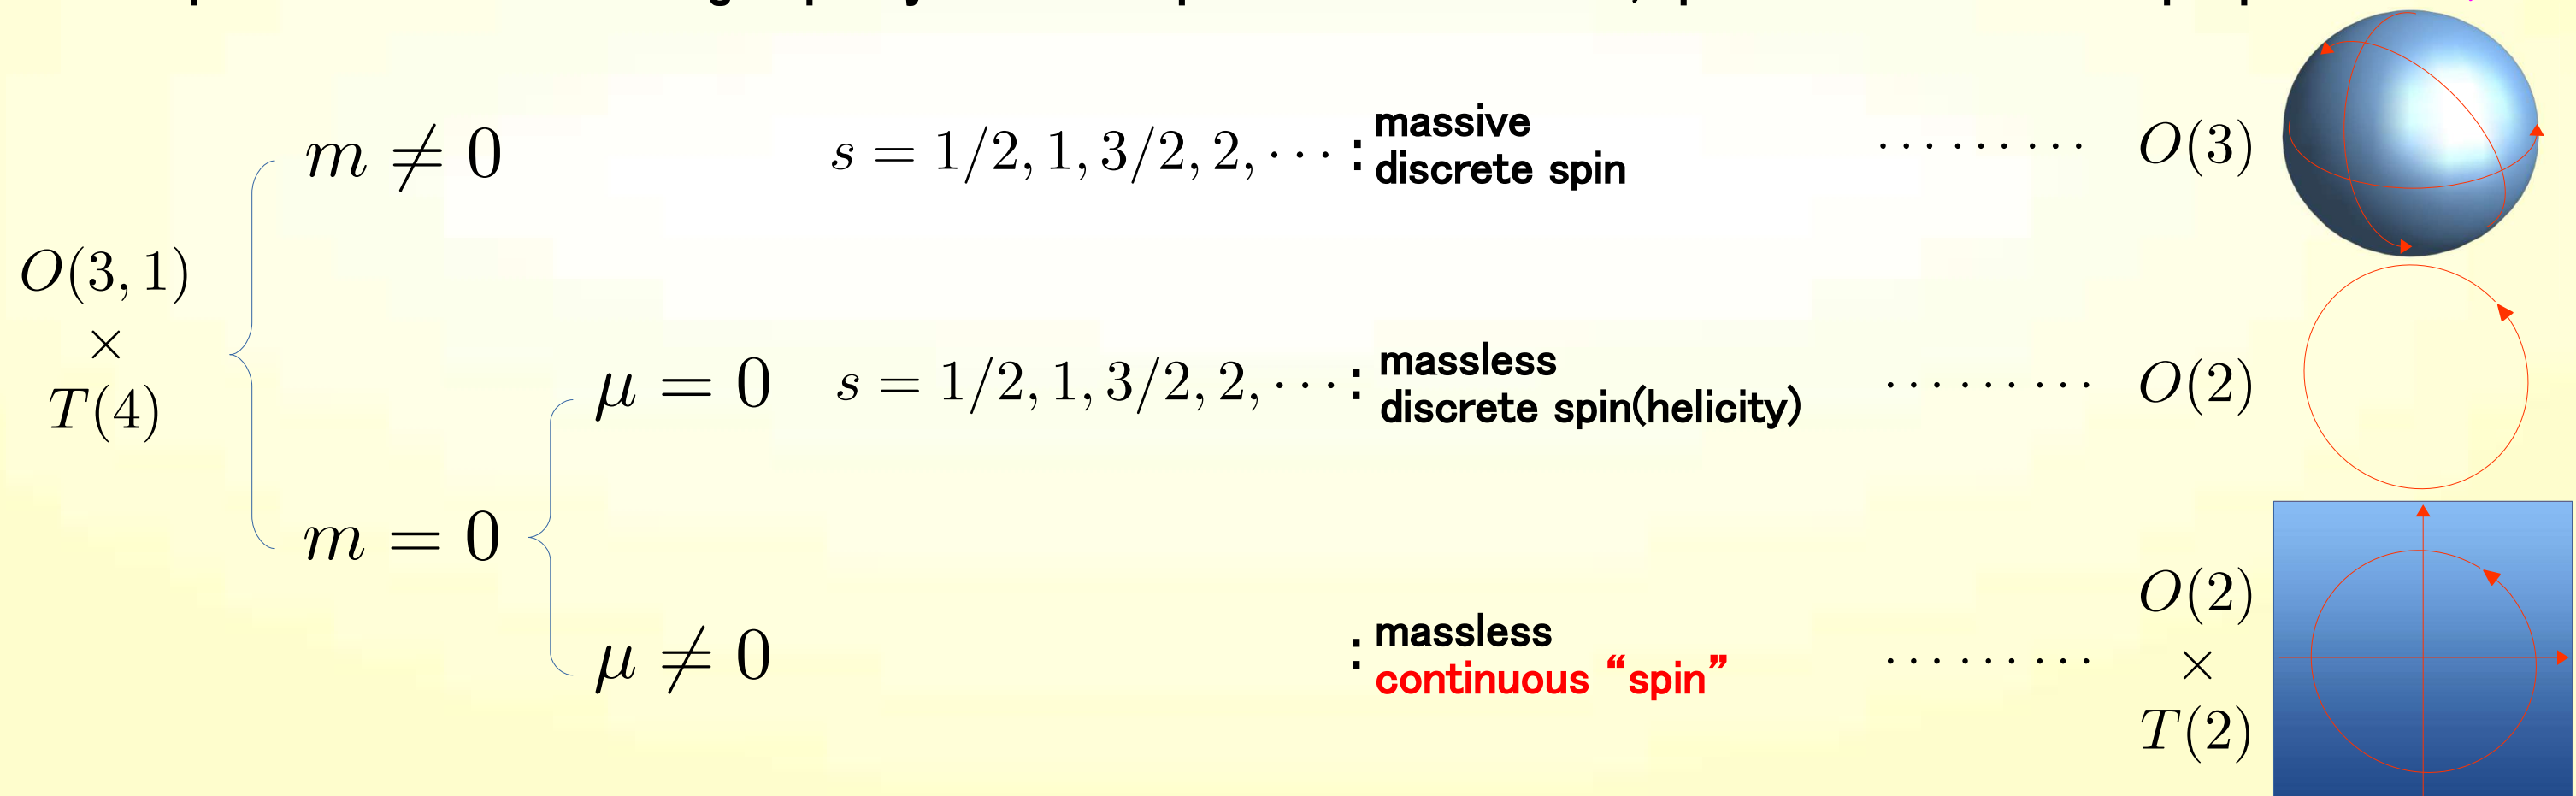 m ≠ 0 s = 1/2, 1, 3/2, 2, ⋯ : massive
discrete spin ⋯⋯⋯ O(3)
O(3, 1)
×
T(4)
μ = 0 s = 1/2, 1, 3/2, 2, ⋯ : massless
discrete spin(helicity) ⋯⋯⋯ O(2)
m = 0
μ ≠ 0 : massless
continuous “spin” ⋯⋯⋯ O(2)
×
T(2)